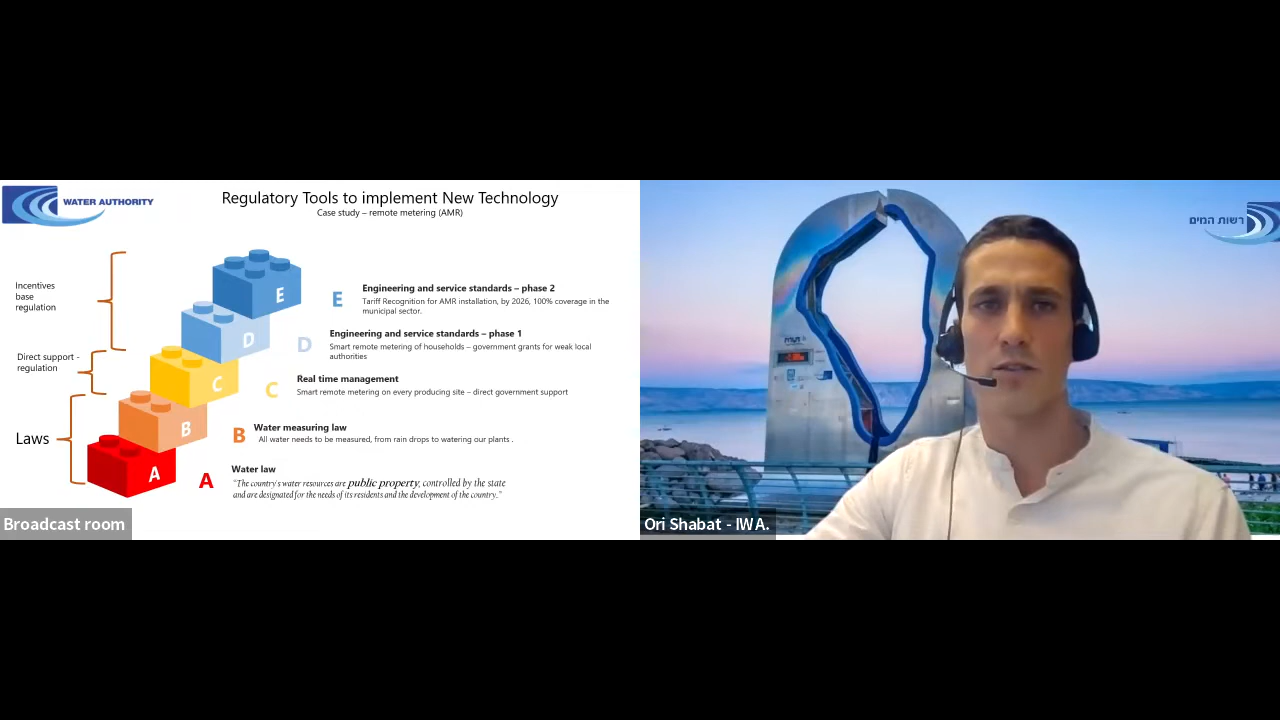 WATER AUTHORITY
Regulatory Tools to implement New Technology
Case study – remote metering (AMR)
Incentives
base
regulation
Direct support -
regulation
Laws
E
D
C
B
A
E
Engineering and service standards – phase 2
Tariff Recognition for AMR installation, by 2026, 100% coverage in the
municipal sector.
D
Engineering and service standards – phase 1
Smart remote metering of households – government grants for weak local
authorities
C
Real time management
Smart remote metering on every producing site – direct government support
B
Water measuring law
All water needs to be measured, from rain drops to watering our plants .
A
Water law
“The country's water resources are public property, controlled by the state
and are designated for the needs of its residents and the development of the country.”
Broadcast room
רשות המים
Ori Shabat - IWA.